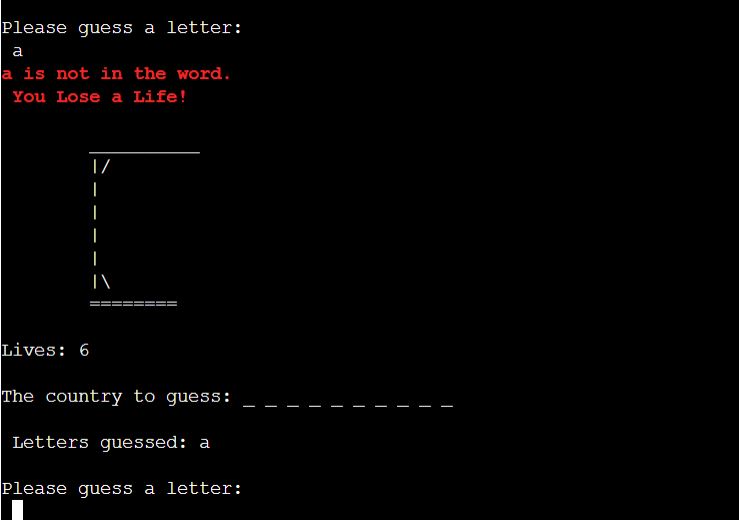 Please guess a letter:
a
a is not in the word.
You Lose a Life!
__________
|/
|
|
|
|
|\
========
Lives: 6
The country to guess: _ _ _ _ _ _ _ _ _ _
Letters guessed: a
Please guess a letter: